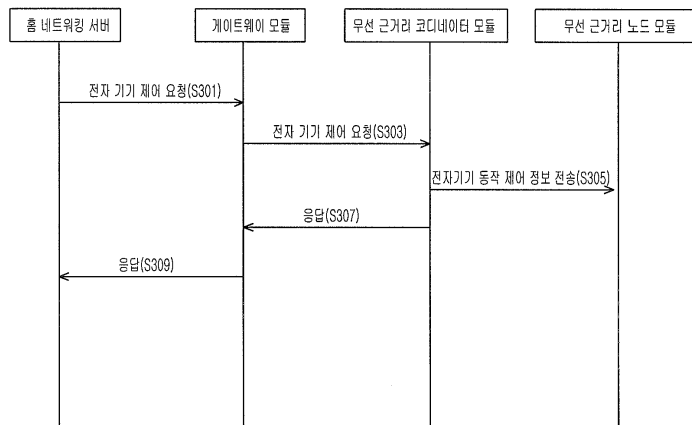 홈 네트워킹 서버
게이트웨이 모듈
무선 근거리 코디네이터 모듈
무선 근거리 노드 모듈
전자 기기 제어 요청(S301)
전자 기기 제어 요청(S303)
전자기기 동작 제어 정보 전송(S305)
응답(S307)
응답(S309)